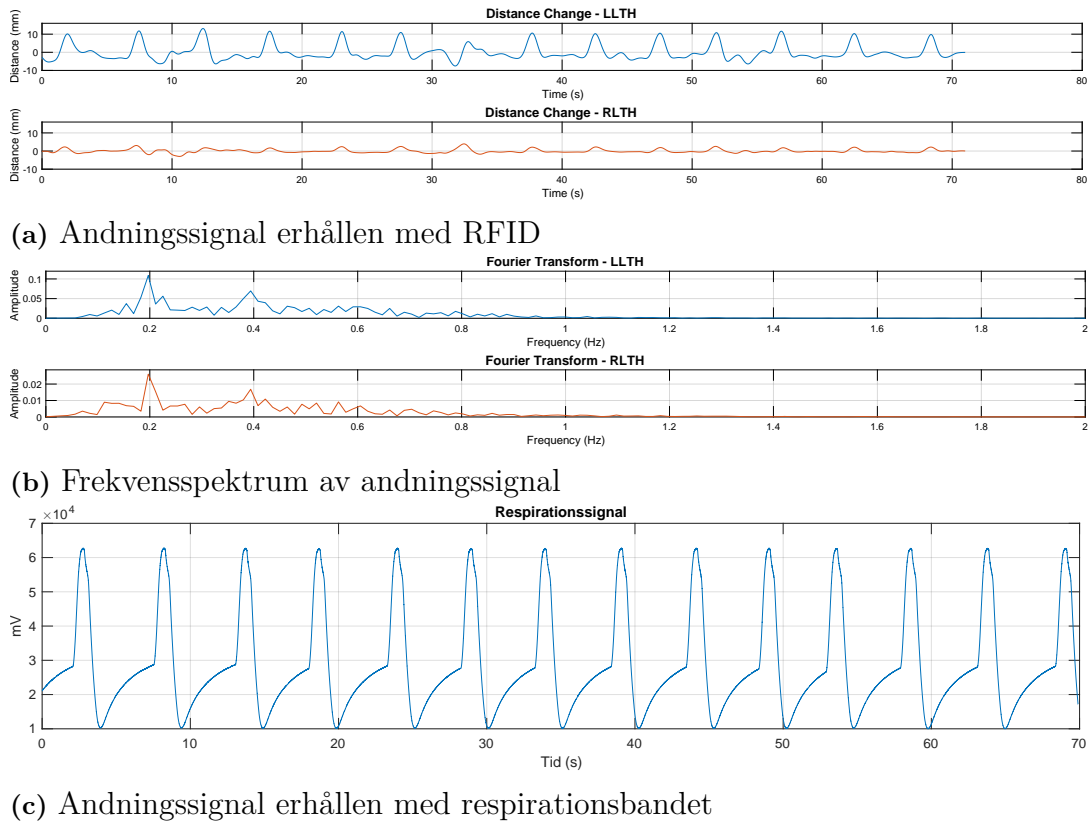 Distance Change - LLTH
Distance (mm)
10
0
-10
0 10 20 30 40 50 60 70 80
Time (s)
Distance Change - RLTH
Distance (mm)
10
0
-10
0 10 20 30 40 50 60 70 80
Time (s)
(a) Andningssignal erhållen med RFID
Fourier Transform - LLTH
Amplitude
0.1
0.05
0
0 0.2 0.4 0.6 0.8 1 1.2 1.4 1.6 1.8 2
Frequency (Hz)
Fourier Transform - RLTH
Amplitude
0.02
0.01
0
0 0.2 0.4 0.6 0.8 1 1.2 1.4 1.6 1.8 2
Frequency (Hz)
(b) Frekvensspektrum av andningssignal
×10⁴
Respirationssignal
mV
7
6
5
4
3
2
1
0 10 20 30 40 50 60 70
Tid (s)
(c) Andningssignal erhållen med respirationsbandet